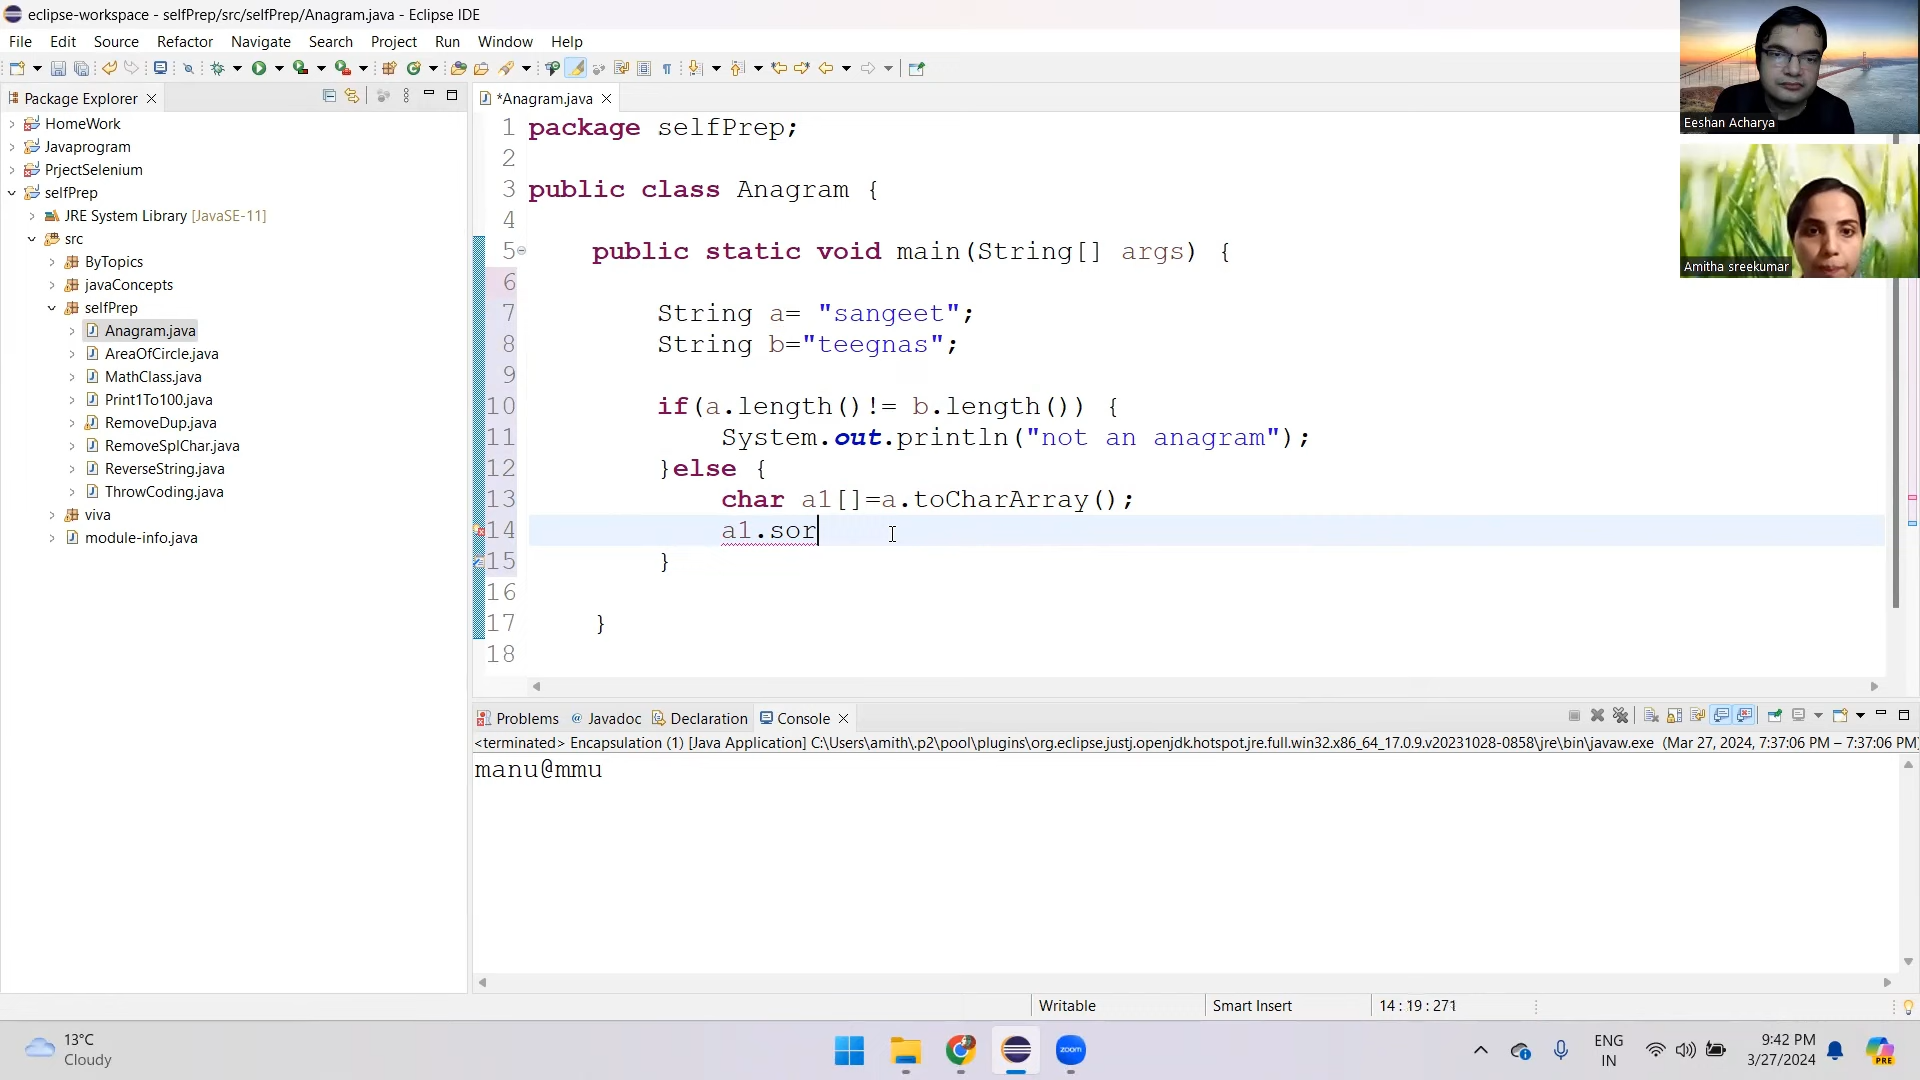 eclipse-workspace - selfPrep/src/selfPrep/Anagram.java - Eclipse IDE
File Edit Source Refactor Navigate Search Project Run Window Help
Package Explorer
HomeWork
Javaprogram
PrjectSelenium
selfPrep
JRE System Library [JavaSE-11]
src
ByTopics
javaConcepts
selfPrep
Anagram.java
AreaOfCircle.java
MathClass.java
Print1To100.java
RemoveDup.java
RemoveSplChar.java
ReverseString.java
ThrowCoding.java
viva
module-info.java
*Anagram.java
1 package selfPrep;
2
3 public class Anagram {
4
5 public static void main(String[] args) {
6
7 String a= "sangeet";
8 String b="teegnas";
9
10 if(a.length()!= b.length()) {
11 System.out.println("not an anagram");
12 }else {
13 char a1[]=a.toCharArray();
14 a1.sor
15 }
16
17 }
18
Eeshan Acharya
Amitha sreekumar
Problems @ Javadoc Declaration Console
<terminated> Encapsulation (1) [Java Application] C:\Users\amith\.p2\pool\plugins\org.eclipse.justj.openjdk.hotspot.jre.full.win32.x86_64_17.0.9.v20231028-0858\jre\bin\javaw.exe (Mar 27, 2024, 7:37:06 PM – 7:37:06 PM)
manu@mmu
Writable Smart Insert 14 : 19 : 271
13°C
Cloudy
zoom
ENG
IN
9:42 PM
3/27/2024
PRE